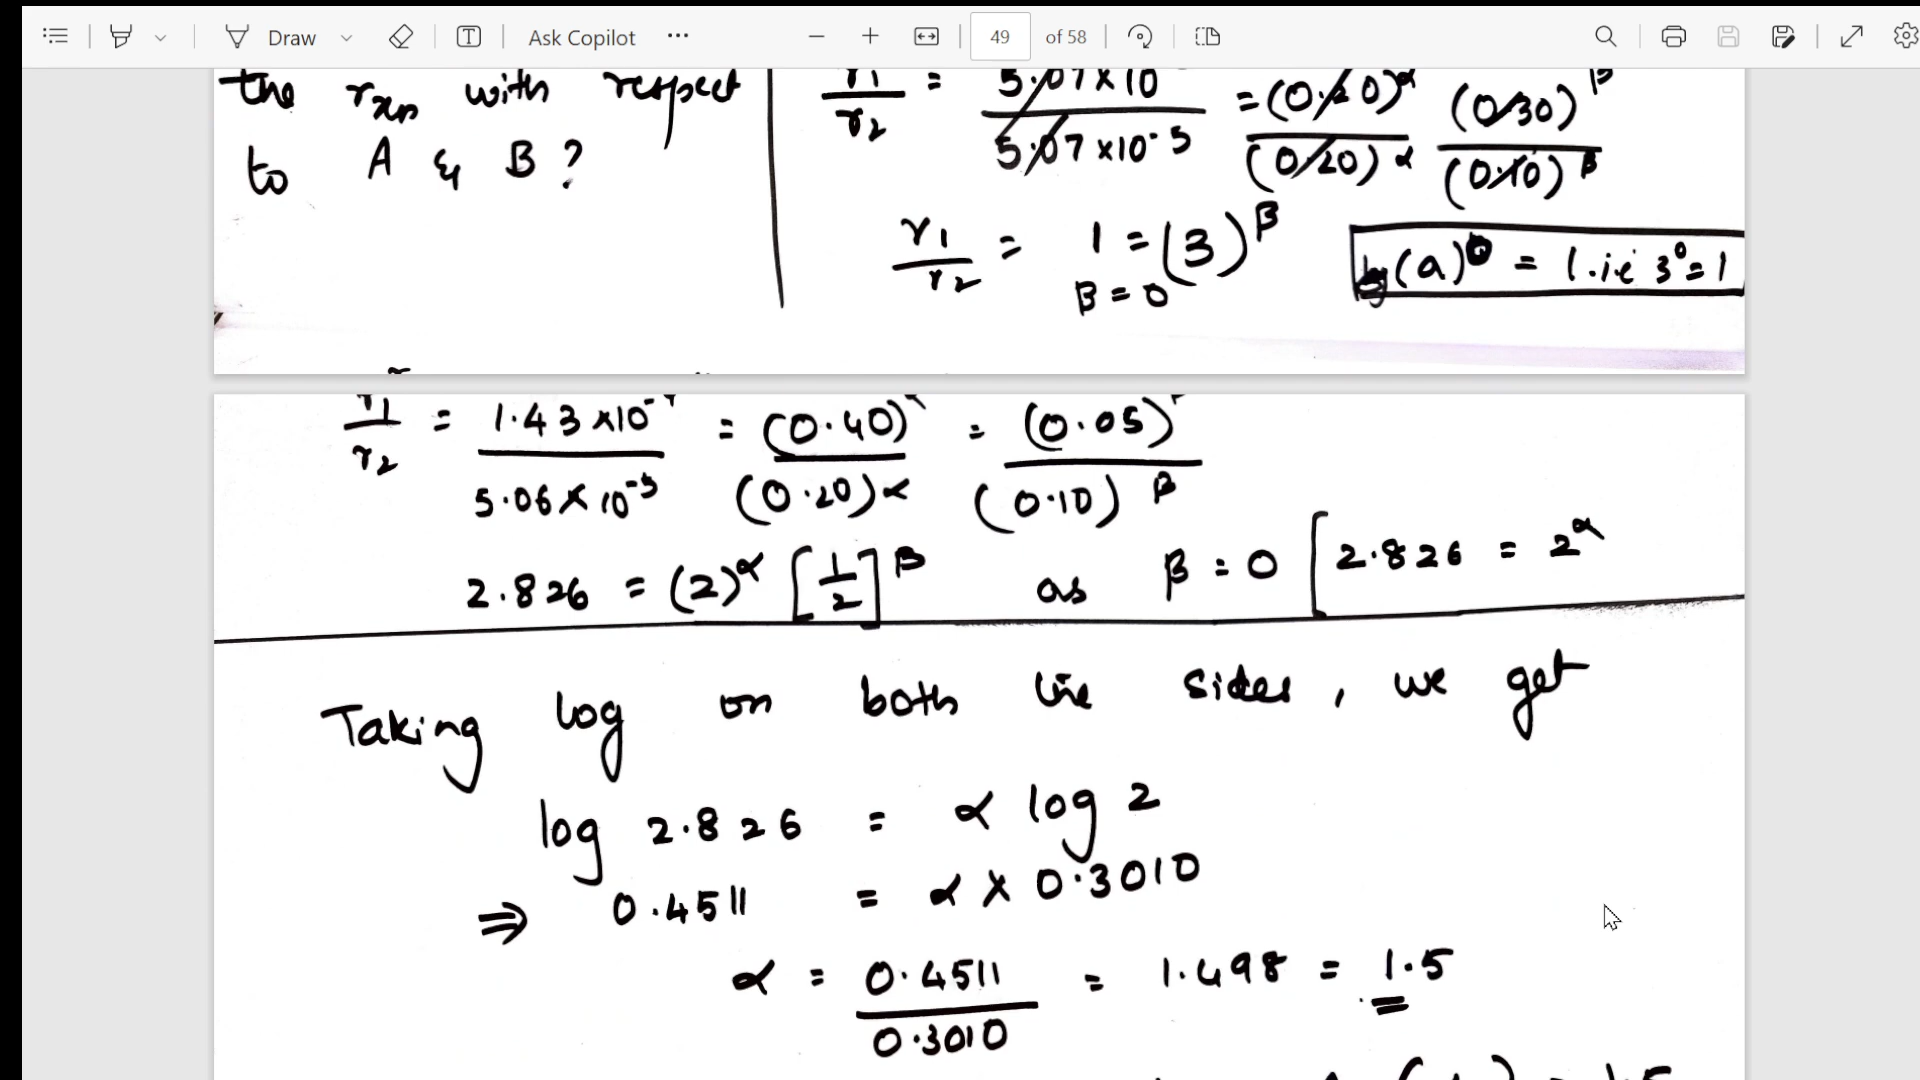 Draw Ask Copilot ... 49 of 58
the rxn with respect
to A & B ?
r1/r2 = 5.07×10 / 5.07×10-5 = (0.20)α / (0.20)α (0.30)β / (0.10)β
r1/r2 = 1 = (3)β
β = 0
(a)0 = 1.i.e 3⁰=1
r1/r2 = 1.43×10-4 / 5.06×10-5 = (0.40) / (0.20)α = (0.05) / (0.10)β
2.826 = (2)α [1/2]β as β = 0 [2.826 = 2α
Taking log on both the sides, we get
log 2.826 = α log 2
⇒ 0.4511 = α × 0.3010
α = 0.4511 / 0.3010 = 1.498 = 1.5